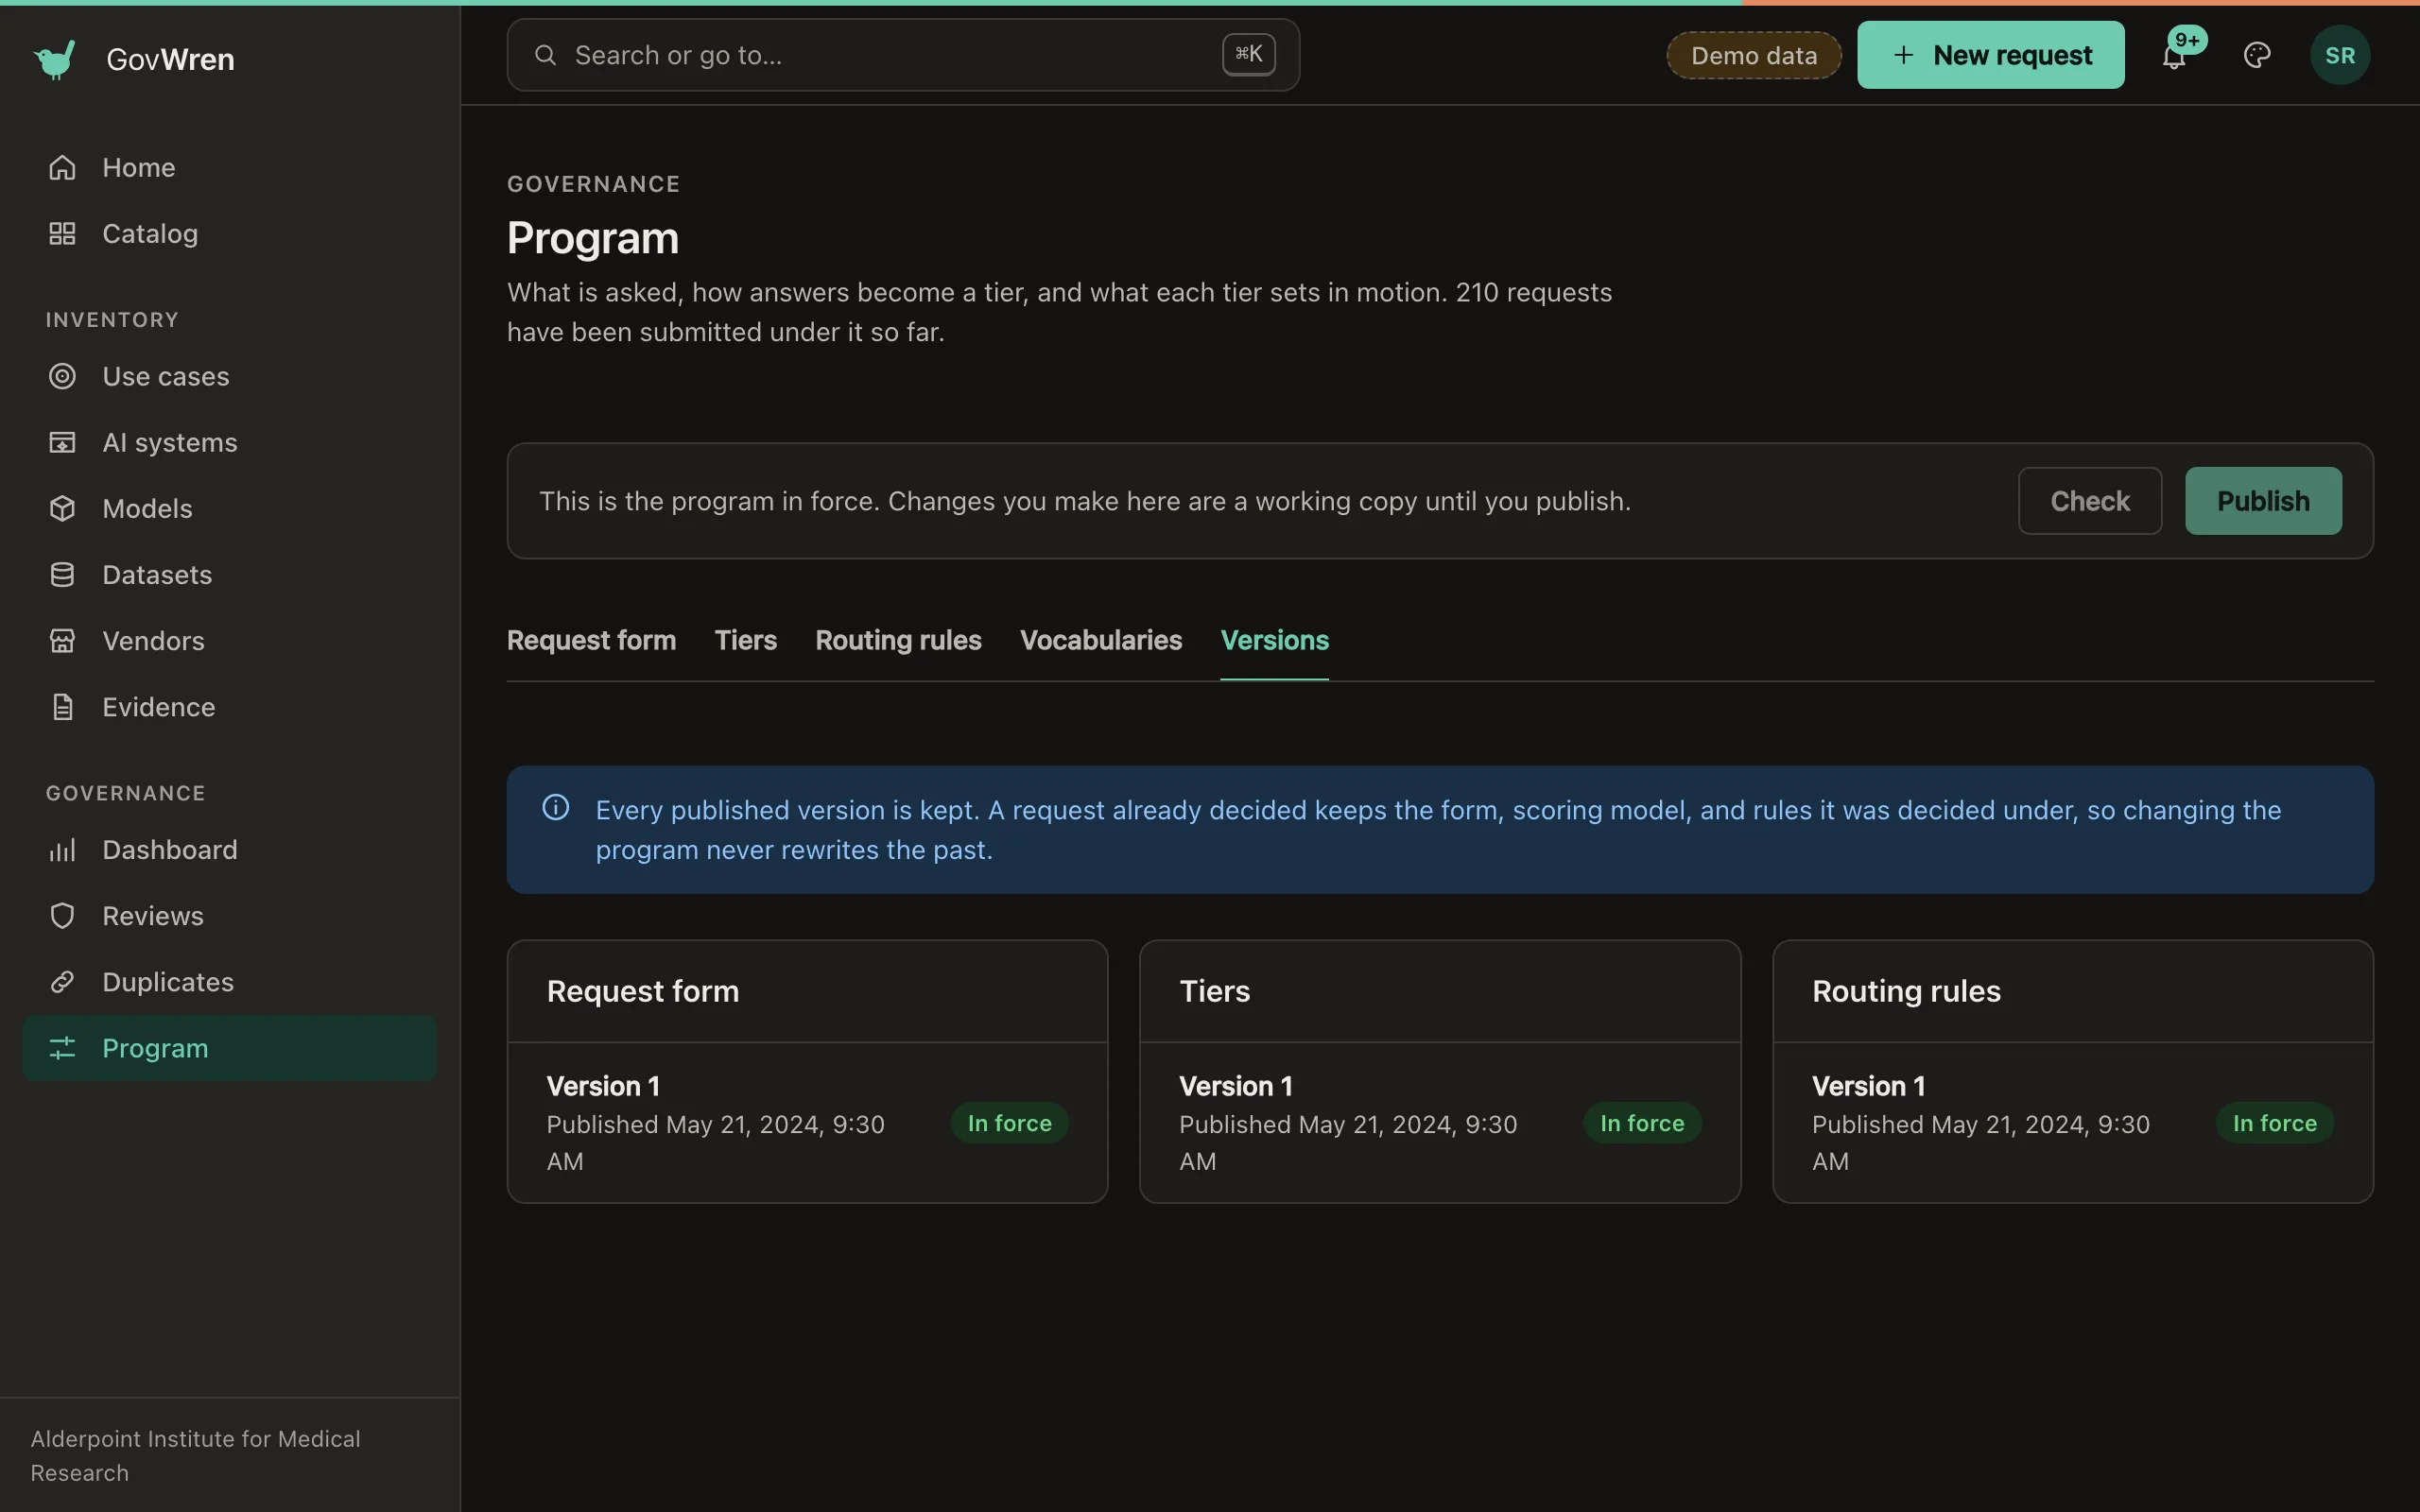 GovWren
Search or go to...
⌘K
Demo data
+ New request
9+
SR
Home
Catalog
INVENTORY
Use cases
AI systems
Models
Datasets
Vendors
Evidence
GOVERNANCE
Dashboard
Reviews
Duplicates
Program
Alderpoint Institute for Medical
Research
GOVERNANCE
Program
What is asked, how answers become a tier, and what each tier sets in motion. 210 requests
have been submitted under it so far.
This is the program in force. Changes you make here are a working copy until you publish.
Check
Publish
Request form
Tiers
Routing rules
Vocabularies
Versions
Every published version is kept. A request already decided keeps the form, scoring model, and rules it was decided under, so changing the
program never rewrites the past.
Request form
Version 1
Published May 21, 2024, 9:30
AM
In force
Tiers
Version 1
Published May 21, 2024, 9:30
AM
In force
Routing rules
Version 1
Published May 21, 2024, 9:30
AM
In force